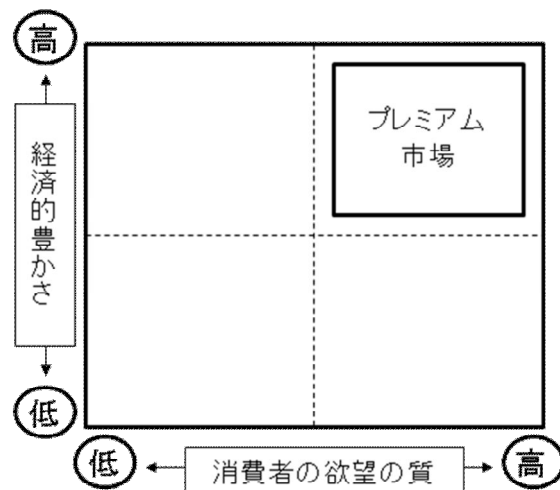 高
プレミアム
市場
経済的豊かさ
低
低
消費者の欲望の質
高